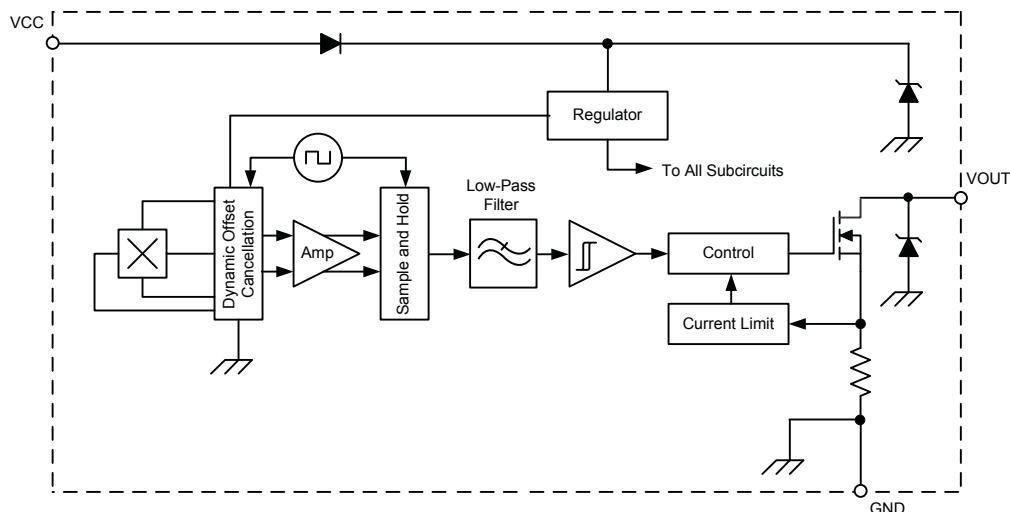 VCC
Regulator
To All Subcircuits
VOUT
Low-Pass
Filter
Dynamic Offset
Cancellation
Amp
Sample and Hold
Control
Current Limit
GND